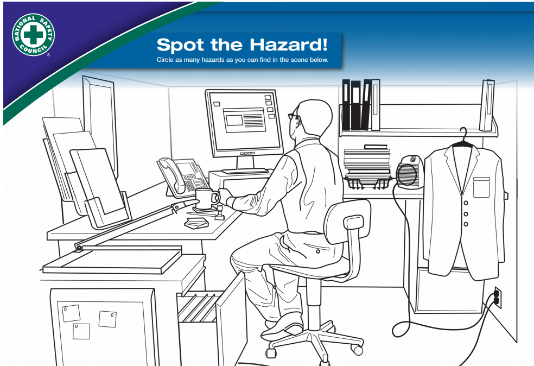 NATIONAL SAFETY
COUNCIL
Spot the Hazard!
Circle as many hazards as you can find in the scene below.